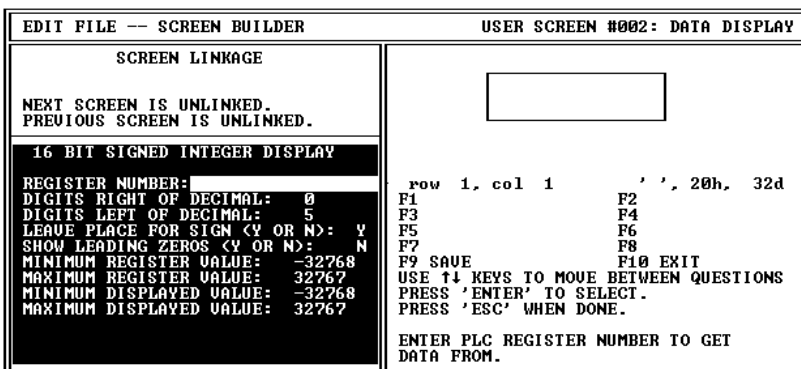 EDIT FILE -- SCREEN BUILDER
USER SCREEN #002: DATA DISPLAY
SCREEN LINKAGE
NEXT SCREEN IS UNLINKED.
PREVIOUS SCREEN IS UNLINKED.
16 BIT SIGNED INTEGER DISPLAY
REGISTER NUMBER:
DIGITS RIGHT OF DECIMAL: 0
DIGITS LEFT OF DECIMAL: 5
LEAVE PLACE FOR SIGN (Y OR N): Y
SHOW LEADING ZEROS (Y OR N): N
MINIMUM REGISTER VALUE: -32768
MAXIMUM REGISTER VALUE: 32767
MINIMUM DISPLAYED VALUE: -32768
MAXIMUM DISPLAYED VALUE: 32767
row 1, col 1 ' ', 20h, 32d
F1 F2
F3 F4
F5 F6
F7 F8
F9 SAVE F10 EXIT
USE ↑↓ KEYS TO MOVE BETWEEN QUESTIONS
PRESS 'ENTER' TO SELECT.
PRESS 'ESC' WHEN DONE.
ENTER PLC REGISTER NUMBER TO GET
DATA FROM.